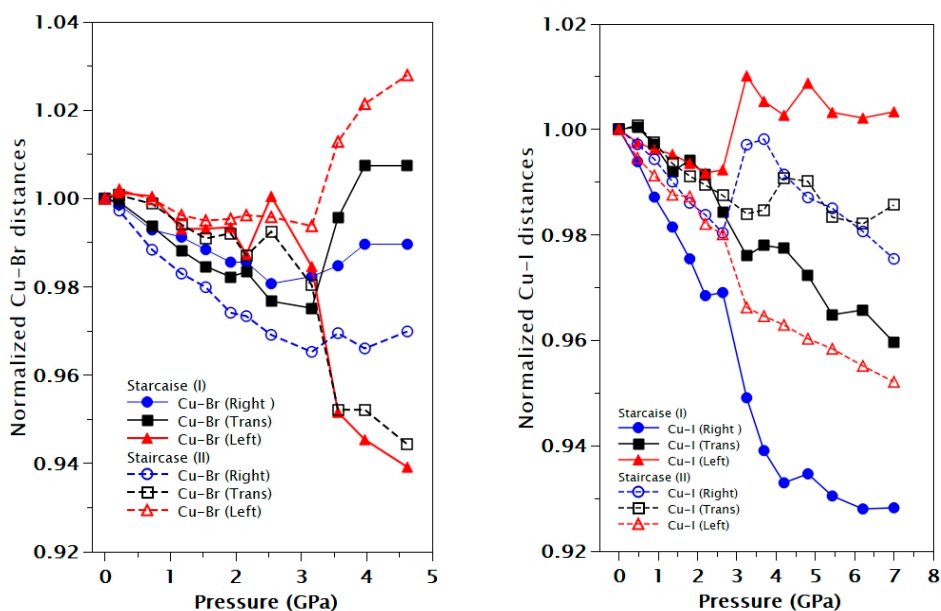 1.04
1.02
1.00
0.98
0.96
0.94
0.92
Normalized Cu-Br distances
Starcaise (I)
Cu-Br (Right )
Cu-Br (Trans)
Cu-Br (Left)
Staircase (II)
Cu-Br (Right)
Cu-Br (Trans)
Cu-Br (Left)
0 1 2 3 4 5
Pressure (GPa)
1.02
1.00
0.98
0.96
0.94
0.92
Normalized Cu-I distances
Starcaise (I)
Cu-I (Right )
Cu-I (Trans)
Cu-I (Left)
Staircase (II)
Cu-I (Right)
Cu-I (Trans)
Cu-I (Left)
0 1 2 3 4 5 6 7 8
Pressure (GPa)